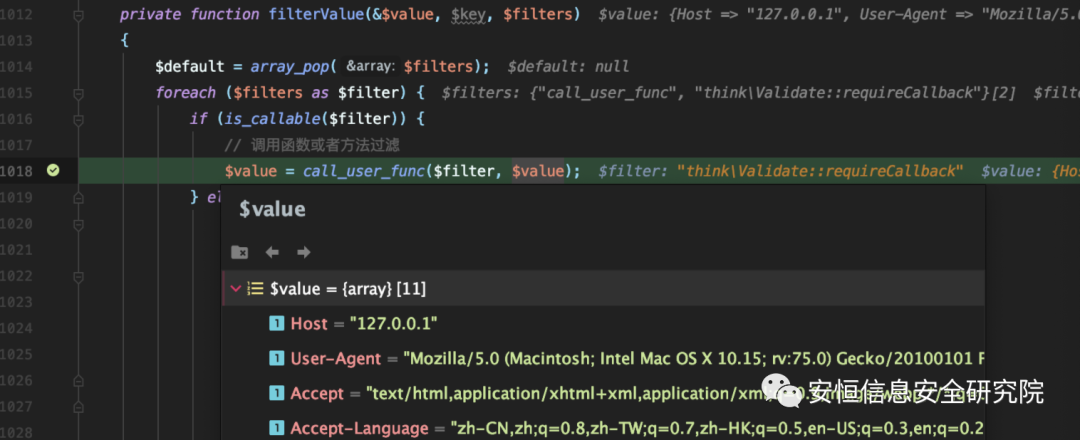 1012 private function filterValue(&$value, $key, $filters) $value: {Host => "127.0.0.1", User-Agent => "Mozilla/5.0
1013 {
1014 $default = array_pop( &array: $filters); $default: null
1015 foreach ($filters as $filter) { $filters: {"call_user_func", "think\Validate::requireCallback"}[2] $filt
1016 if (is_callable($filter)) {
1017 // 调用函数或者方法过滤
1018 $value = call_user_func($filter, $value); $filter: "think\Validate::requireCallback" $value: {Hos
1019 } el
$value
1020
1021
1022 $value = {array} [11]
1023 Host = "127.0.0.1"
1024
1025 User-Agent = "Mozilla/5.0 (Macintosh; Intel Mac OS X 10.15; rv:75.0) Gecko/20100101 F
1026 Accept = "text/html,application/xhtml+xml,application/xm
安恒信息安全研究院
1027
1028 Accept-Language = "zh-CN,zh;q=0.8,zh-TW;q=0.7,zh-HK;q=0.5,en-US;q=0.3,en;q=0.2